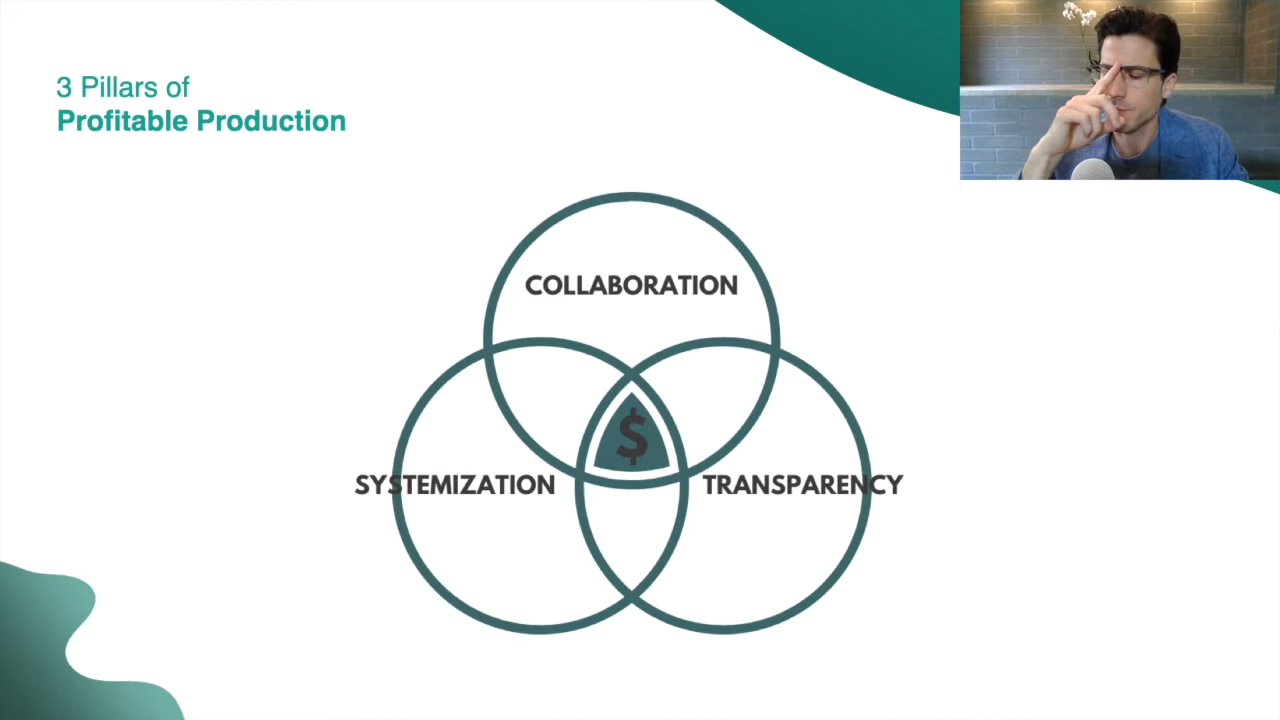 3 Pillars of
Profitable Production
COLLABORATION
$
SYSTEMIZATION
TRANSPARENCY